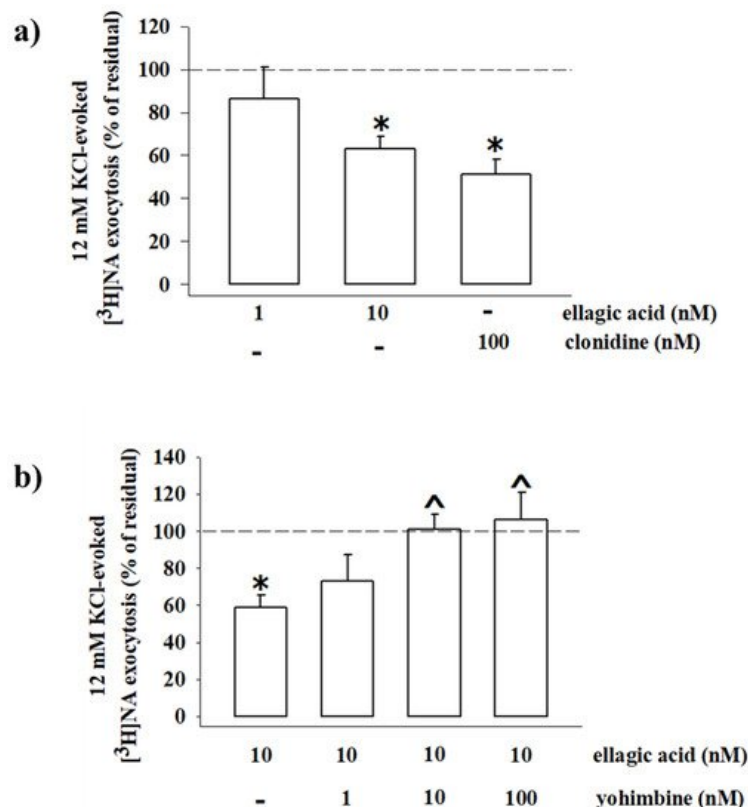 a)
12 mM KCl-evoked
[³H]NA exocytosis (% of residual)
120
100
80
60
40
20
0
*
*
1 10 - ellagic acid (nM)
- - 100 clonidine (nM)
b)
12 mM KCl-evoked
[³H]NA exocytosis (% of residual)
140
120
100
80
60
40
20
0
*
^
^
10 10 10 10 ellagic acid (nM)
- 1 10 100 yohimbine (nM)